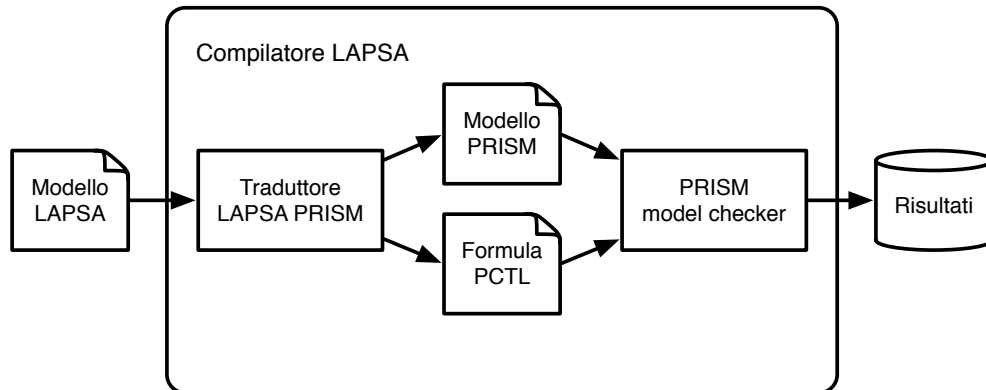 Compilatore LAPSA
Modello
LAPSA
Traduttore
LAPSA PRISM
Modello
PRISM
Formula
PCTL
PRISM
model checker
Risultati